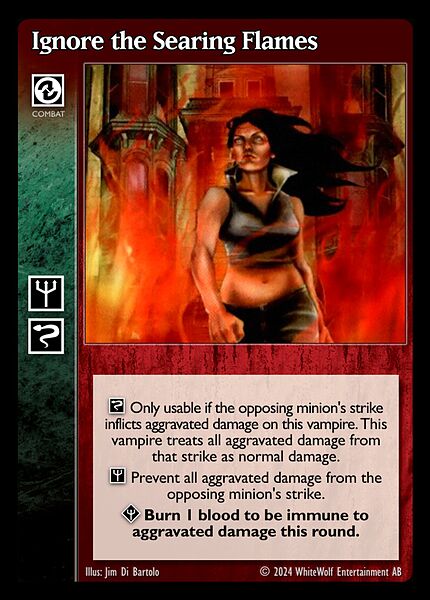 Ignore the Searing Flames
COMBAT
Only usable if the opposing minion's strike
inflicts aggravated damage on this vampire. This
vampire treats all aggravated damage from
that strike as normal damage.
Prevent all aggravated damage from the
opposing minion's strike.
Burn 1 blood to be immune to
aggravated damage this round.
Illus: Jim Di Bartolo © 2024 WhiteWolf Entertainment AB